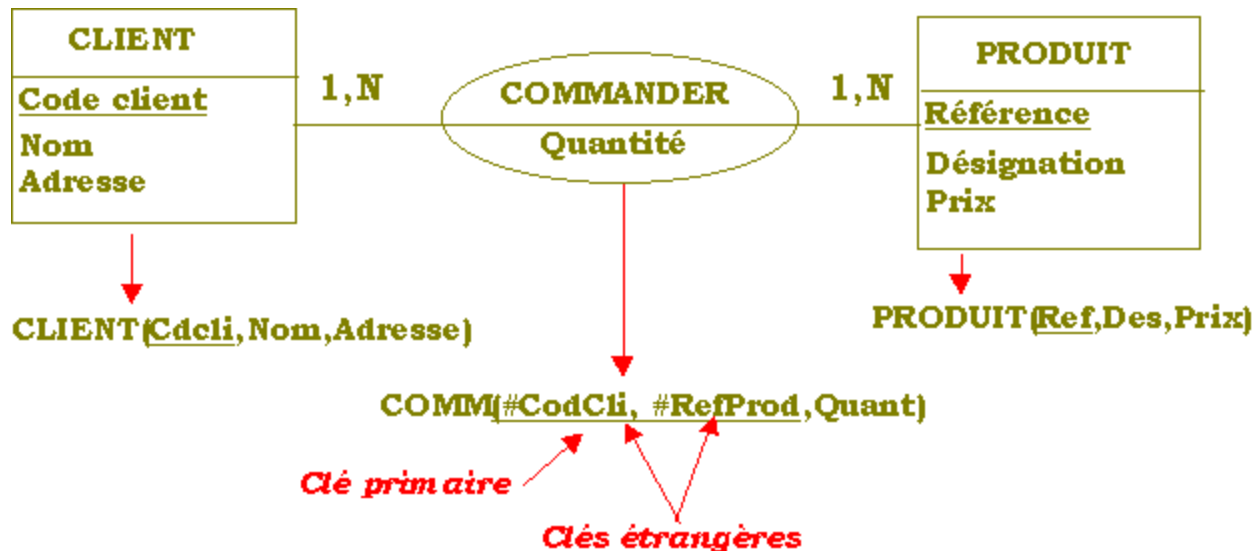 CLIENT
Code client
Nom
Adresse
1,N
COMMANDER
Quantité
1,N
PRODUIT
Référence
Désignation
Prix
CLIENT(Cdcli,Nom,Adresse)
PRODUIT(Ref,Des,Prix)
COMM(#CodCli, #RefProd,Quant)
Clé primaire
Clés étrangères